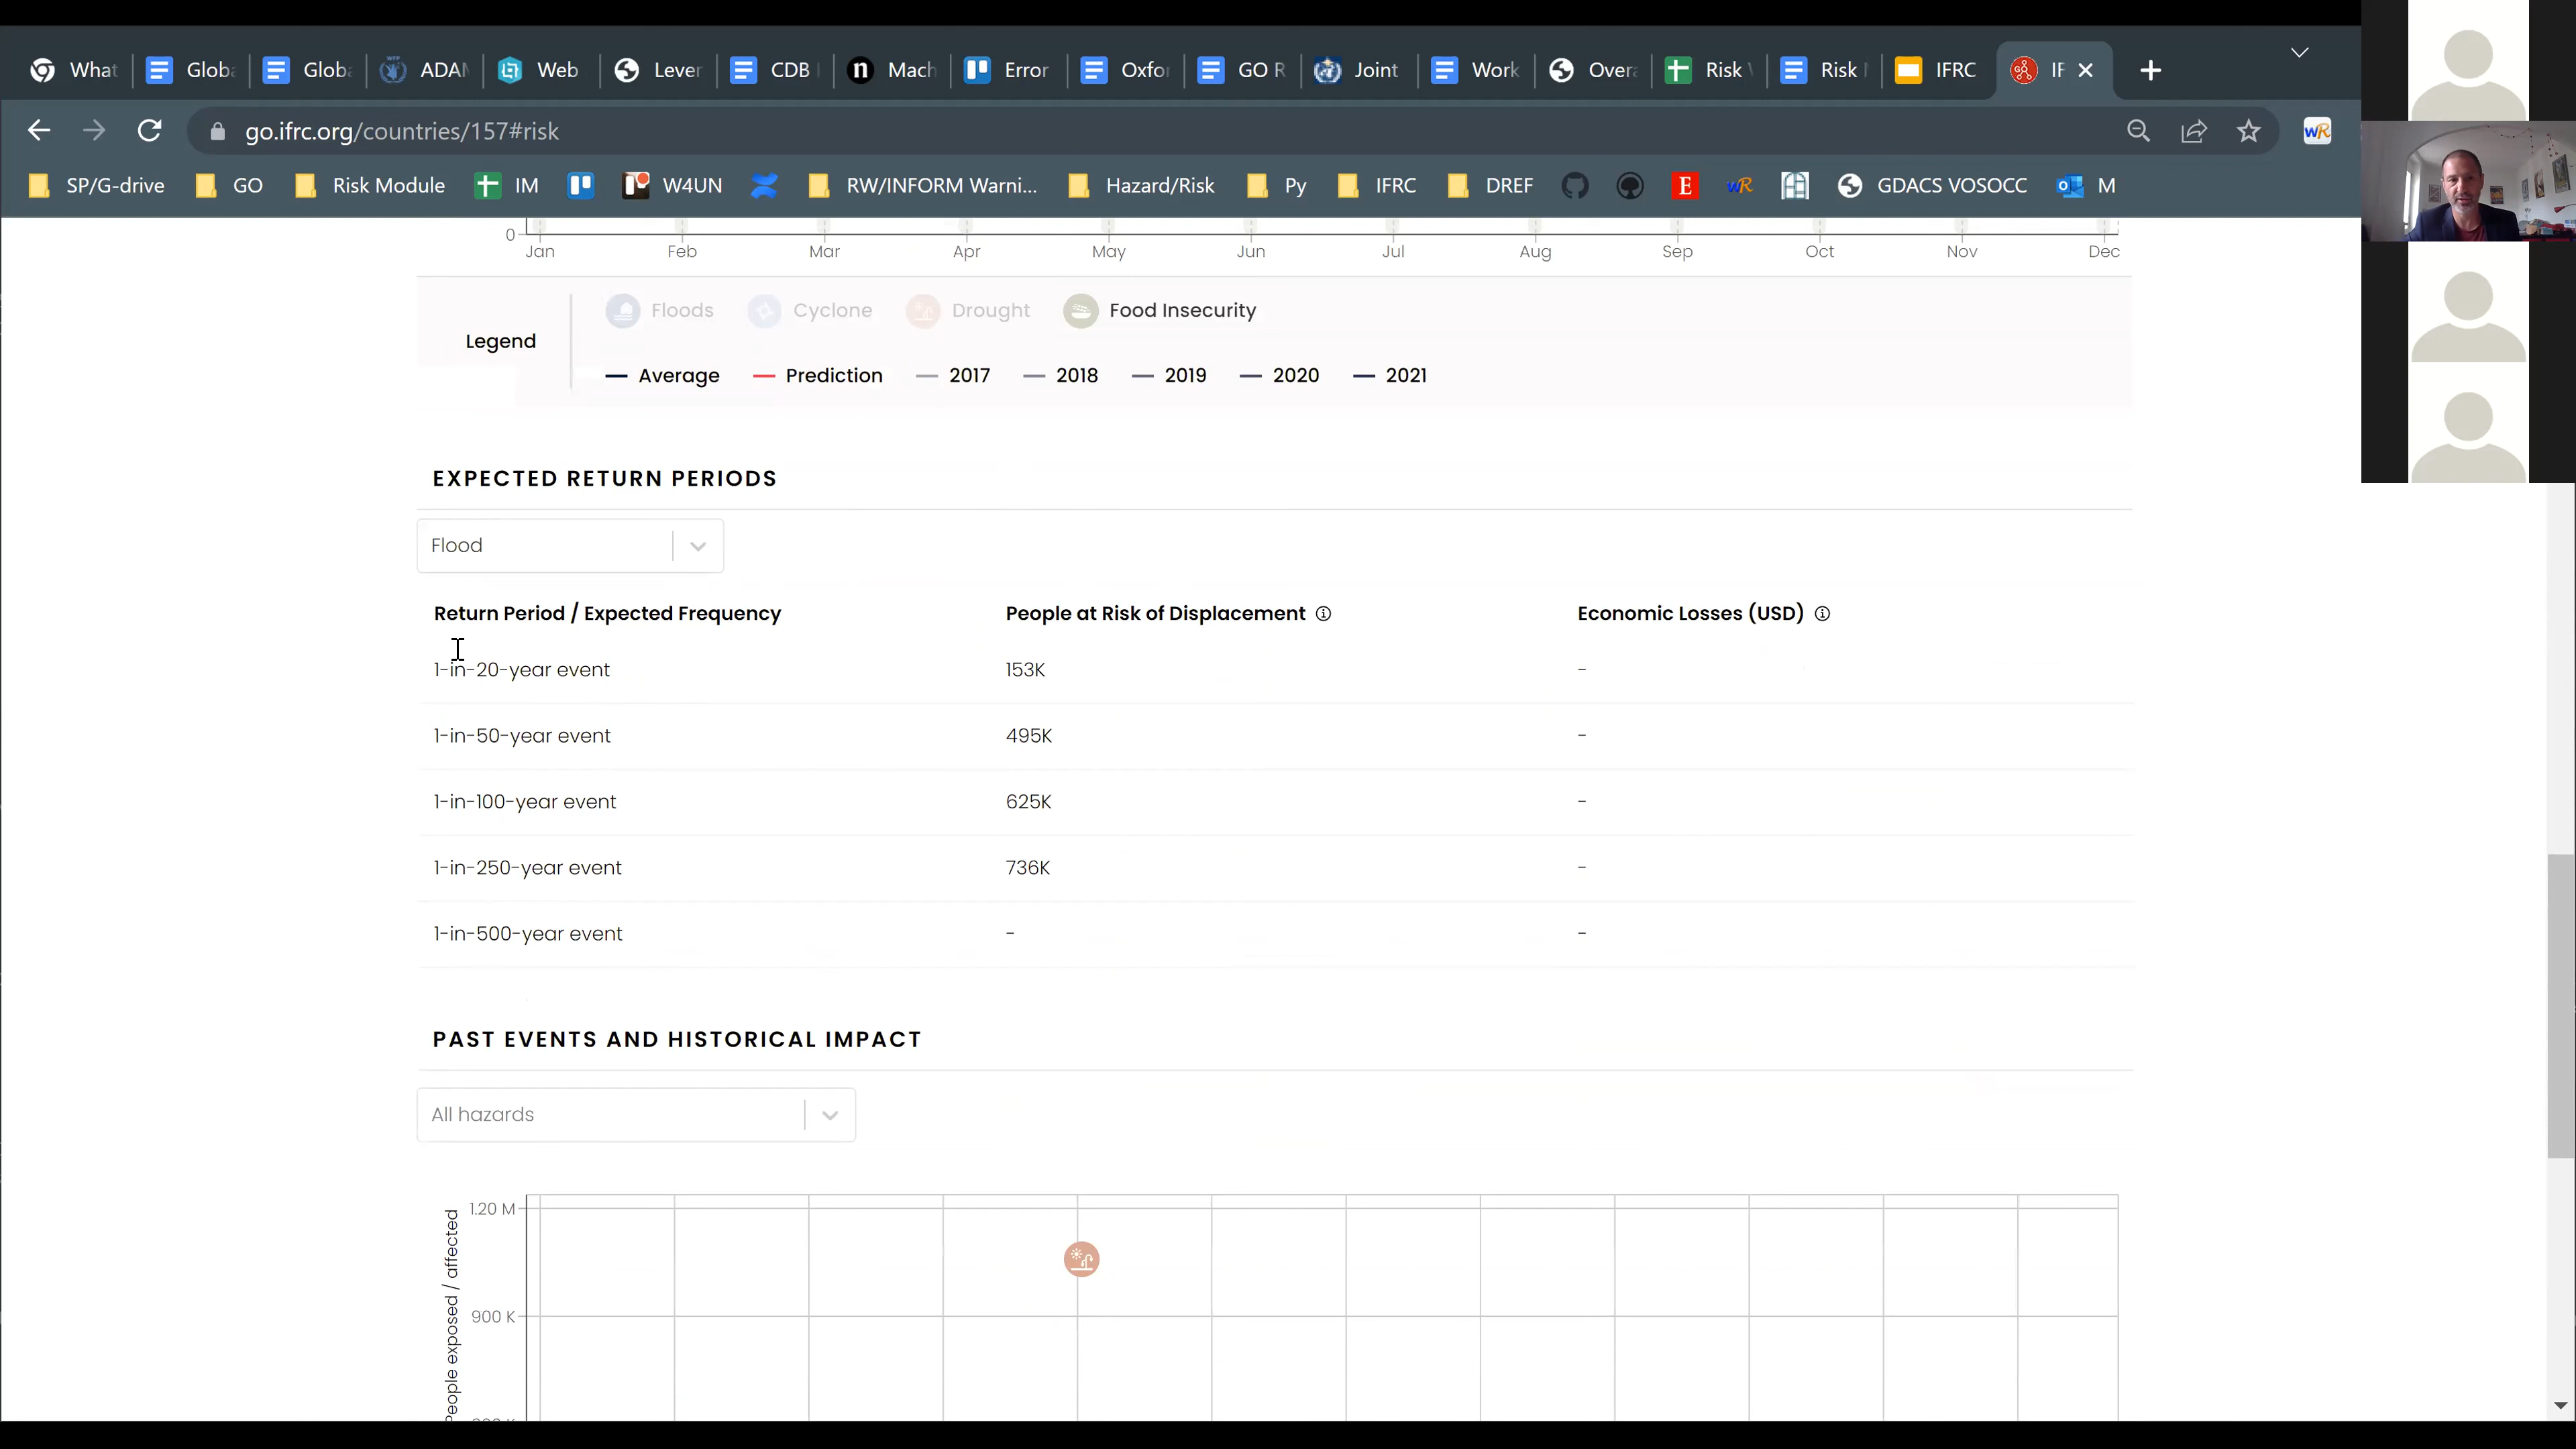 What Globa Globa ADAM Web Lever CDB Mach Error Oxfor GO R Joint Work Overa Risk Risk IFRC IF
go.ifrc.org/countries/157#risk
SP/G-drive GO Risk Module IM W4UN RW/INFORM Warni... Hazard/Risk Py IFRC DREF GDACS VOSOCC M
0
Jan Feb Mar Apr May Jun Jul Aug Sep Oct Nov Dec
Floods Cyclone Drought Food Insecurity
Legend
Average Prediction 2017 2018 2019 2020 2021
EXPECTED RETURN PERIODS
Flood
Return Period / Expected Frequency People at Risk of Displacement Economic Losses (USD)
1-in-20-year event 153K -
1-in-50-year event 495K -
1-in-100-year event 625K -
1-in-250-year event 736K -
1-in-500-year event - -
PAST EVENTS AND HISTORICAL IMPACT
All hazards
1.20 M
People exposed / affected
900 K